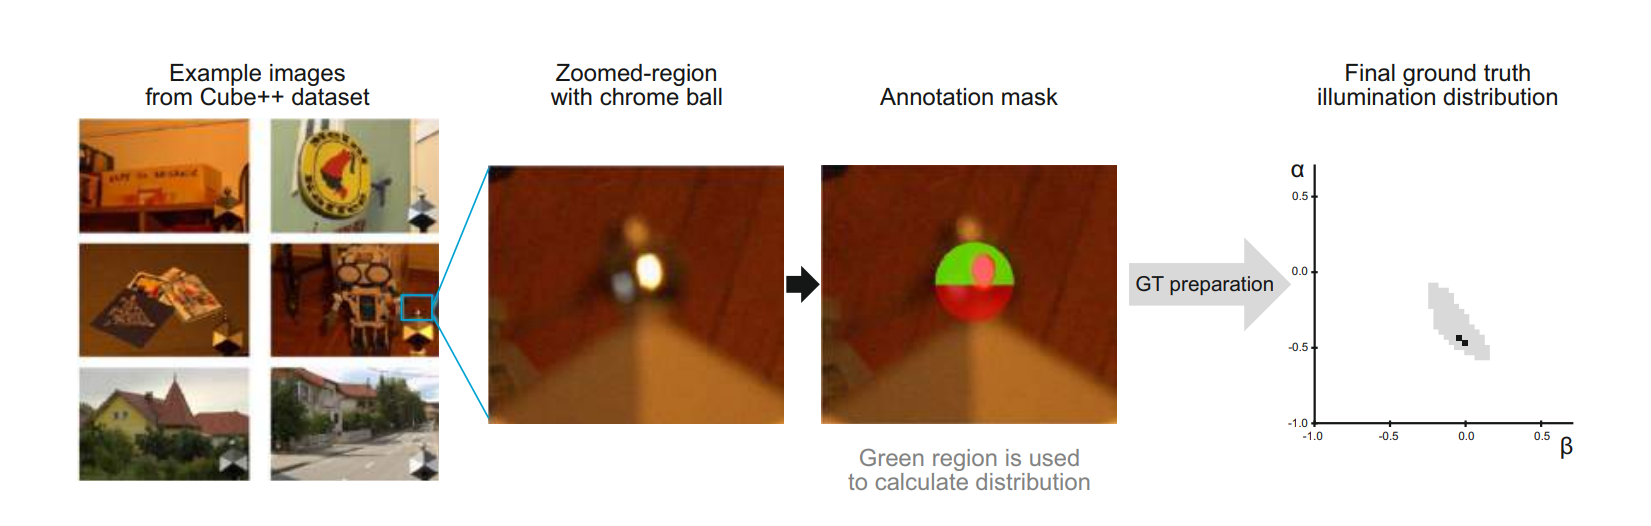 Example images
from Cube++ dataset
Zoomed-region
with chrome ball
Annotation mask
Final ground truth
illumination distribution
GT preparation
α
0.5
0.0
-0.5
-1.0
-1.0
-0.5
0.0
0.5
β
Green region is used
to calculate distribution